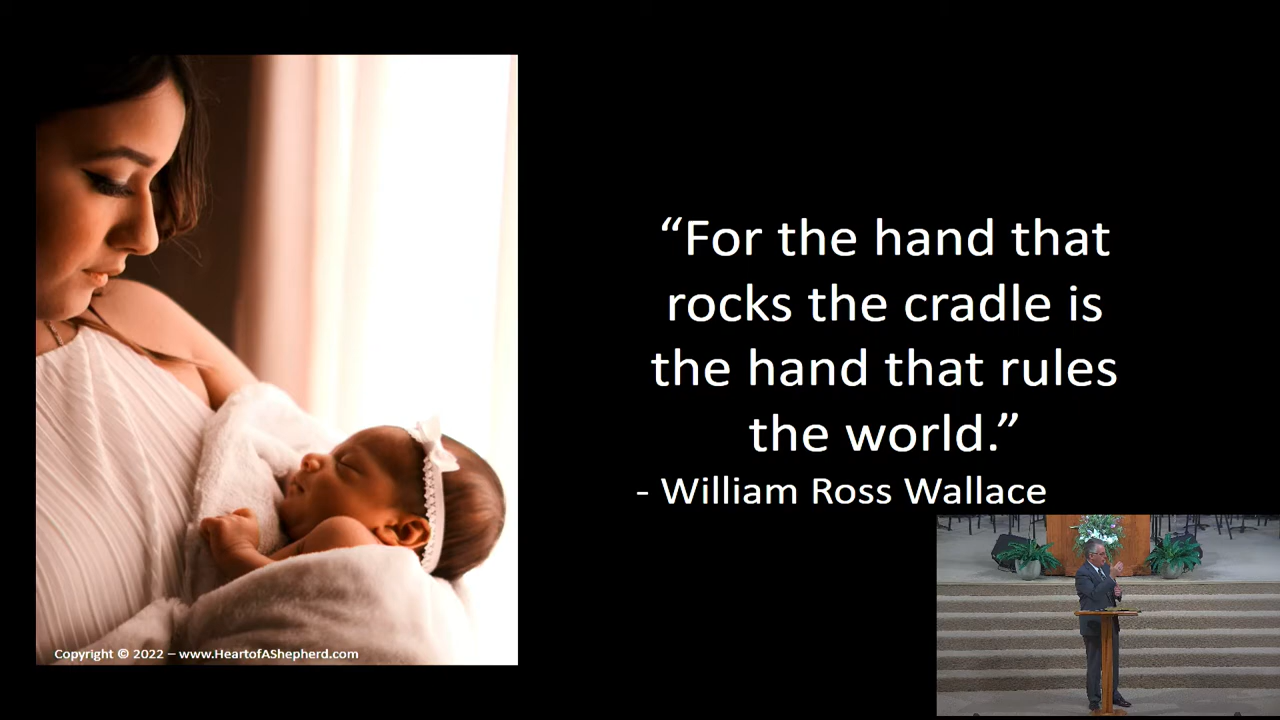 “For the hand that
rocks the cradle is
the hand that rules
the world.”
- William Ross Wallace
Copyright © 2022 – www.HeartofAShepherd.com